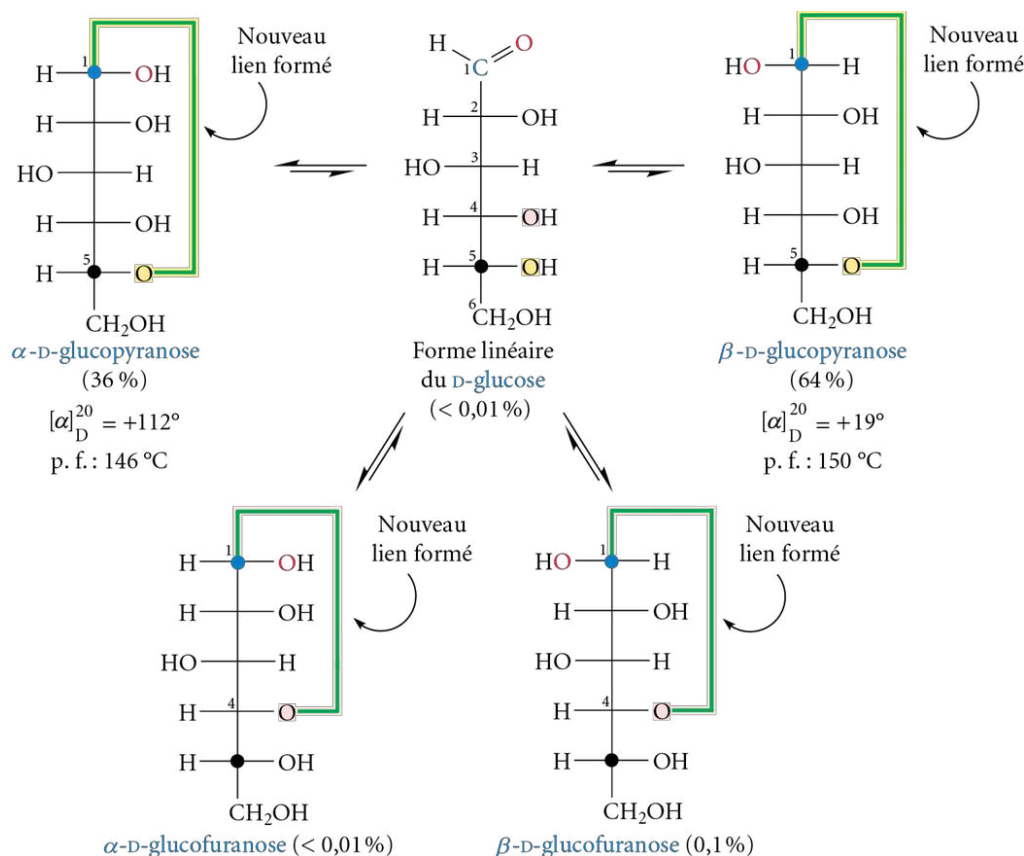 Nouveau
lien formé
1
H OH
H OH
HO H
H OH
5
H O
CH₂OH
α-D-glucopyranose
(36 %)
[α]20D = +112°
p. f. : 146 °C
H O
1C
2
H OH
3
HO H
4
H OH
5
H OH
6
CH₂OH
Forme linéaire
du D-glucose
(< 0,01%)
Nouveau
lien formé
1
HO H
H OH
HO H
H OH
5
H O
CH₂OH
β-D-glucopyranose
(64 %)
[α]20D = +19°
p. f. : 150 °C
Nouveau
lien formé
1
H OH
H OH
HO H
4
H O
H OH
CH₂OH
α-D-glucofuranose (< 0,01%)
Nouveau
lien formé
1
HO H
H OH
HO H
4
H O
H OH
CH₂OH
β-D-glucofuranose (0,1%)